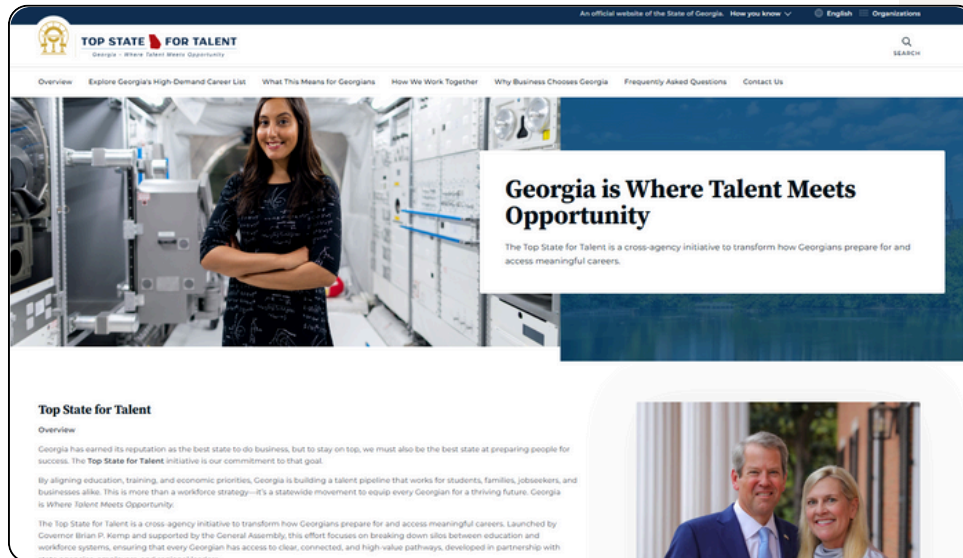 An official website of the State of Georgia. How you know
English
Organizations
TOP STATE FOR TALENT
Georgia - Where Talent Meets Opportunity
SEARCH
Overview
Explore Georgia's High-Demand Career List
What This Means for Georgians
How We Work Together
Why Business Chooses Georgia
Frequently Asked Questions
Contact Us
Georgia is Where Talent Meets
Opportunity
The Top State for Talent is a cross-agency initiative to transform how Georgians prepare for and
access meaningful careers.
Top State for Talent
Overview
Georgia has earned its reputation as the best state to do business, but to stay on top, we must also be the best state at preparing people for
success. The Top State for Talent initiative is our commitment to that goal.
By aligning education, training, and economic priorities, Georgia is building a talent pipeline that works for students, families, jobseekers, and
businesses alike. This is more than a workforce strategy—it's a statewide movement to equip every Georgian for a thriving future. Georgia
is Where Talent Meets Opportunity.
The Top State for Talent is a cross-agency initiative to transform how Georgians prepare for and access meaningful careers. Launched by
Governor Brian P. Kemp and supported by the General Assembly, this effort focuses on breaking down silos between education and
workforce systems, ensuring that every Georgian has access to clear, connected, and high-value pathways, developed in partnership with